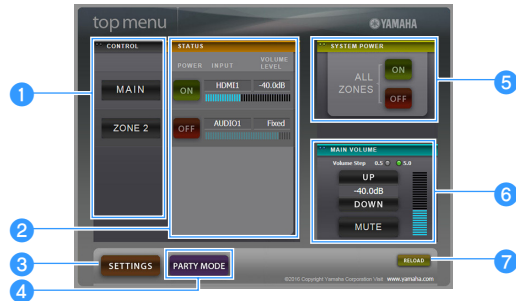 top menu
YAMAHA
CONTROL
STATUS
SYSTEM POWER
POWER INPUT VOLUME LEVEL
MAIN
ON HDMI1 -40.0dB
ALL ZONES
ON
OFF
ZONE 2
OFF AUDIO1 Fixed
MAIN VOLUME
Volume Step 0.5 5.0
UP
-40.0dB
DOWN
MUTE
SETTINGS
PARTY MODE
RELOAD
©2010 Copyright Yamaha Corporation Visit www.yamaha.com
1
2
3
4
5
6
7